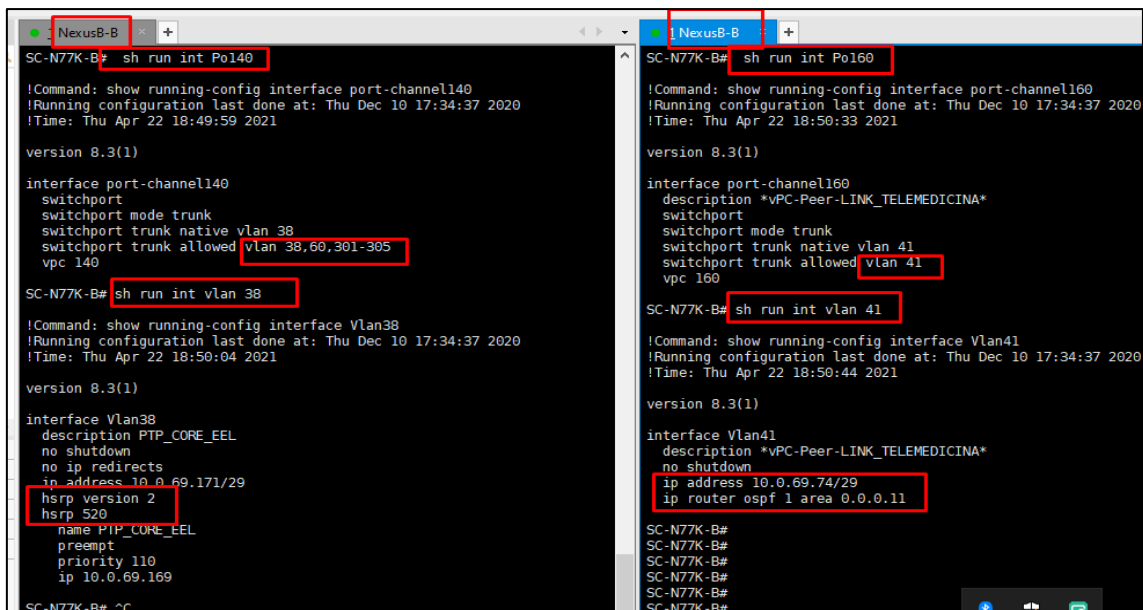 1 NexusB-B × +
SC-N77K-B# sh run int Po140
!Command: show running-config interface port-channel140
!Running configuration last done at: Thu Dec 10 17:34:37 2020
!Time: Thu Apr 22 18:49:59 2021
version 8.3(1)
interface port-channel140
switchport
switchport mode trunk
switchport trunk native vlan 38
switchport trunk allowed vlan 38,60,301-305
vpc 140
SC-N77K-B# sh run int vlan 38
!Command: show running-config interface Vlan38
!Running configuration last done at: Thu Dec 10 17:34:37 2020
!Time: Thu Apr 22 18:50:04 2021
version 8.3(1)
interface Vlan38
description PTP_CORE_EEL
no shutdown
no ip redirects
ip address 10.0.69.171/29
hsrp version 2
hsrp 520
name PTP_CORE_EEL
preempt
priority 110
ip 10.0.69.169
SC-N77K-B# ^C
1 NexusB-B × +
SC-N77K-B# sh run int Po160
!Command: show running-config interface port-channel160
!Running configuration last done at: Thu Dec 10 17:34:37 2020
!Time: Thu Apr 22 18:50:33 2021
version 8.3(1)
interface port-channel160
description *vPC-Peer-LINK_TELEMEDICINA*
switchport
switchport mode trunk
switchport trunk native vlan 41
switchport trunk allowed vlan 41
vpc 160
SC-N77K-B# sh run int vlan 41
!Command: show running-config interface Vlan41
!Running configuration last done at: Thu Dec 10 17:34:37 2020
!Time: Thu Apr 22 18:50:44 2021
version 8.3(1)
interface Vlan41
description *vPC-Peer-LINK_TELEMEDICINA*
no shutdown
ip address 10.0.69.74/29
ip router ospf 1 area 0.0.0.11
SC-N77K-B#
SC-N77K-B#
SC-N77K-B#
SC-N77K-B#
SC-N77K-B#
SC-N77K-B#